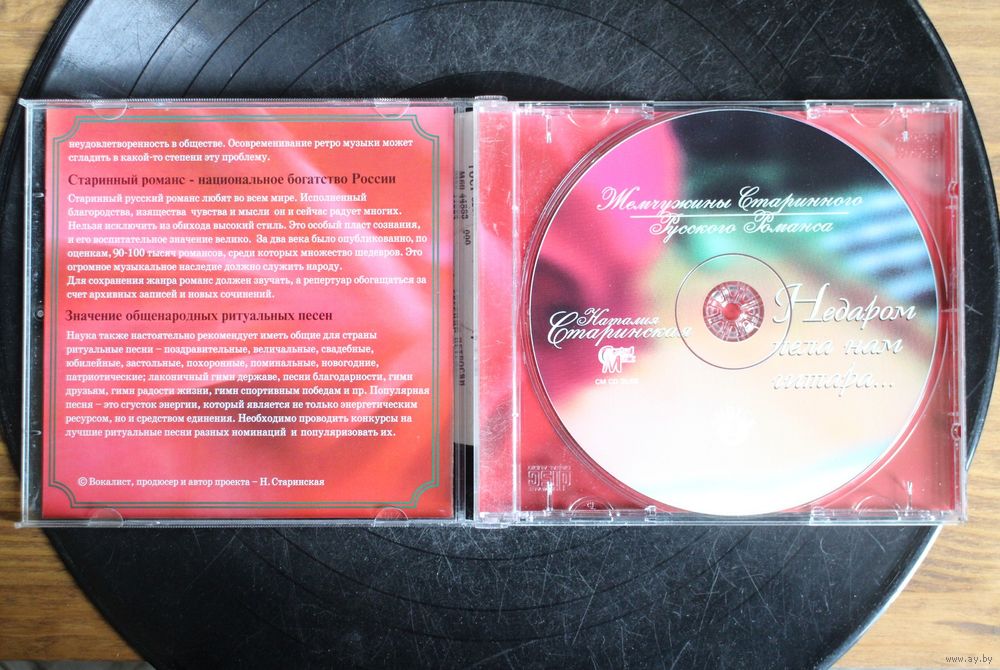 неудовлетворенность в обществе. Осовременивание ретро музыки может
сгладить в какой-то степени эту проблему.
Старинный романс - национальное богатство России
Старинный русский романс любят во всем мире. Исполненный
благородства, изящества чувства и мысли он и сейчас радует многих.
Нельзя исключить из обихода высокий стиль. Это особый пласт сознания,
и его воспитательное значение велико. За два века было опубликованно, по
оценкам, 90-100 тысяч романсов, среди которых множество шедевров. Это
огромное музыкальное наследие должно служить народу.
Для сохранения жанра романс должен звучать, а репертуар обогащаться за
счет архивных записей и новых сочинений.
Значение общенародных ритуальных песен
Наука также настоятельно рекомендует иметь общие для страны
ритуальные песни – поздравительные, величальные, свадебные,
юбилейные, застольные, похоронные, поминальные, новогодние,
патриотические; лаконичный гимн державе, песни благодарности, гимн
друзьям, гимн радости жизни, гимн спортивным победам и пр. Популярная
песня – это сгусток энергии, который является не только энергетическим
ресурсом, но и средством единения. Необходимо проводить конкурсы на
лучшие ритуальные песни разных номинаций и популяризовать их.
© Вокалист, продюсер и автор проекта – Н. Старинская
Жемчужины Старинного
Русского Романса
Наталия
Старинская
Недаром
пела нам
гитара...
www.ay.by